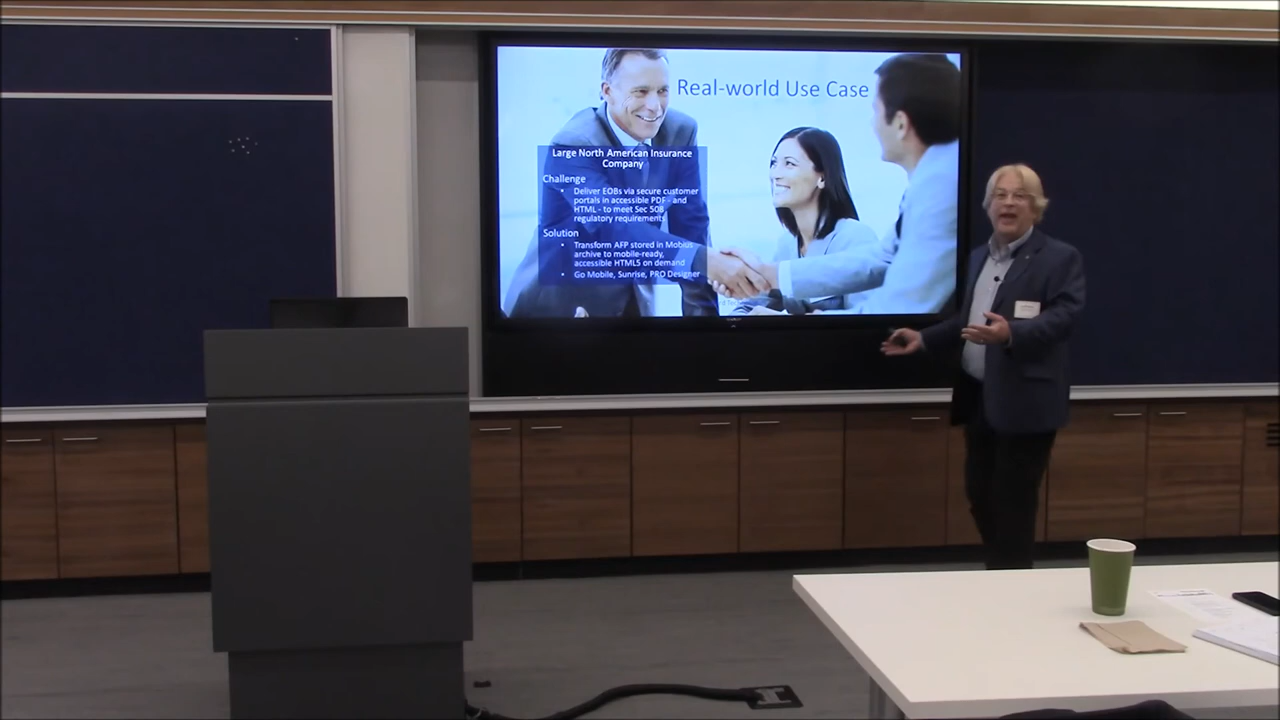 Real-world Use Case
Large North American Insurance
Company
Challenge
Deliver EOBs via secure customer
portals in accessible PDF - and
HTML - to meet Sec 508
regulatory requirements
Solution
Transform AFP stored in Mobius
archive to mobile-ready,
accessible HTML5 on demand
Go Mobile, Sunrise, PRO Designer